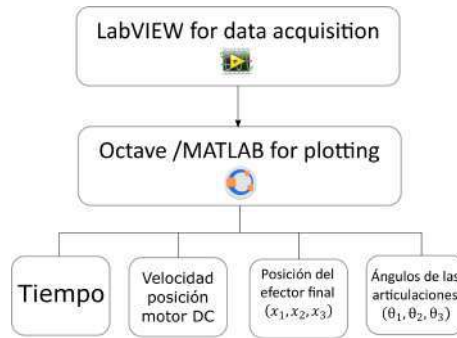 LabVIEW for data acquisition
Octave /MATLAB for plotting
Tiempo
Velocidad
posición
motor DC
Posición del
efector final
(x₁, x₂, x₃)
Ángulos de las
articulaciones
(θ₁, θ₂, θ₃)